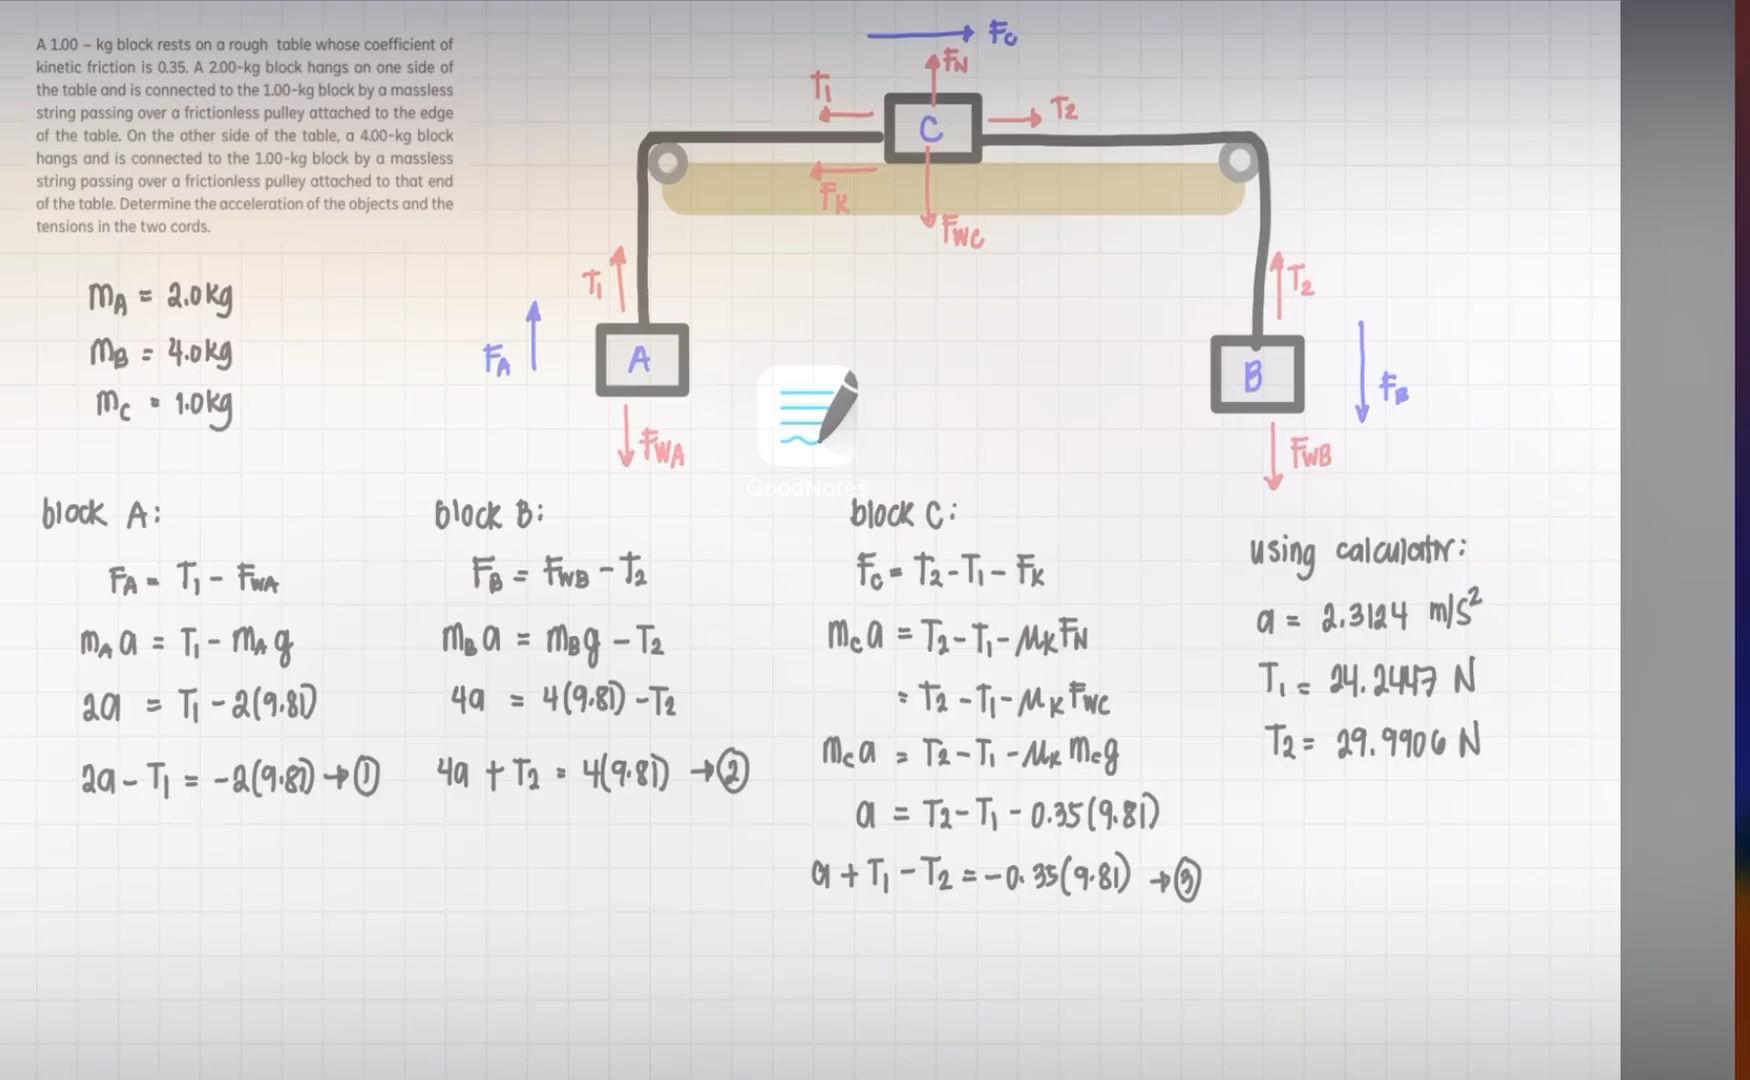 A 1.00 – kg block rests on a rough table whose coefficient of
kinetic friction is 0.35. A 2.00-kg block hangs on one side of
the table and is connected to the 1.00-kg block by a massless
string passing over a frictionless pulley attached to the edge
of the table. On the other side of the table, a 4.00-kg block
hangs and is connected to the 1.00-kg block by a massless
string passing over a frictionless pulley attached to that end
of the table. Determine the acceleration of the objects and the
tensions in the two cords.
mA = 2.0kg
mB = 4.0kg
mC = 1.0kg
FC
FN
T1
C
T2
FK
FWC
T1
FA
A
FWA
T2
B
FB
FWB
GoodNotes
block A:
FA = T1 - FWA
mA a = T1 - mA g
2a = T1 - 2(9.81)
2a - T1 = -2(9.81) → ①
block B:
FB = FWB - T2
mB a = mB g - T2
4a = 4(9.81) - T2
4a + T2 = 4(9.81) → ②
block C:
FC = T2 - T1 - FK
mC a = T2 - T1 - μK FN
= T2 - T1 - μK FWC
mC a = T2 - T1 - μK mC g
a = T2 - T1 - 0.35(9.81)
a + T1 - T2 = -0.35(9.81) → ③
using calculator:
a = 2.3124 m/s²
T1 = 24.2447 N
T2 = 29.9906 N